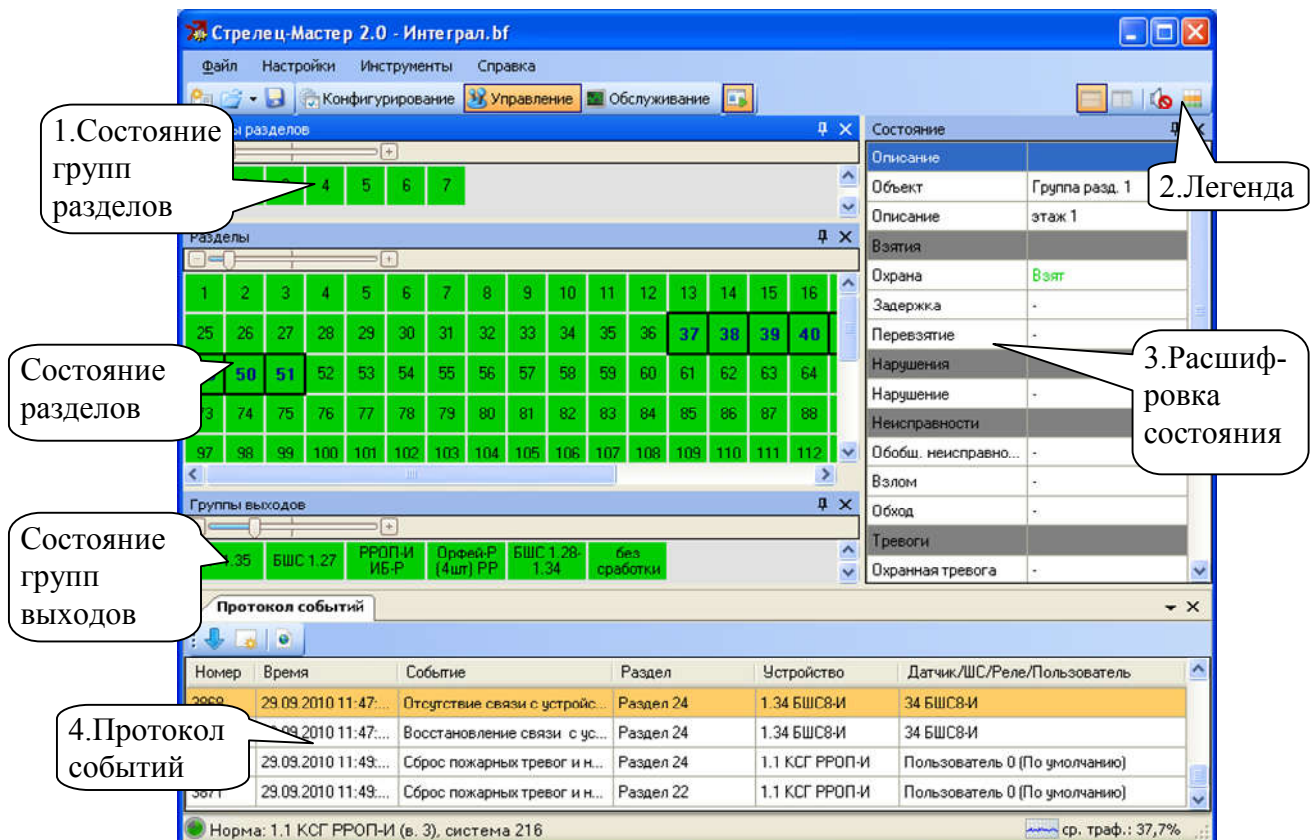 Стрелец-Мастер 2.0 - Интеграл.bf
Файл Настройки Инструменты Справка
Конфигурирование Управление Обслуживание
1.Состояние
групп
разделов
ы разделов
4 5 6 7
Состояние
2.Легенда
Описание
Объект Группа разд. 1
Описание этаж 1
Взятия
Охрана Взят
Задержка -
Перевзятие -
Нарушения
Нарушение -
Неисправности
Обобщ. неисправно... -
Взлом -
Обход -
Тревоги
Охранная тревога -
3.Расшиф-
ровка
состояния
Разделы
1 2 3 4 5 6 7 8 9 10 11 12 13 14 15 16
25 26 27 28 29 30 31 32 33 34 35 36 37 38 39 40
50 51 52 53 54 55 56 57 58 59 60 61 62 63 64
73 74 75 76 77 78 79 80 81 82 83 84 85 86 87 88
97 98 99 100 101 102 103 104 105 106 107 108 109 110 111 112
Состояние
разделов
Группы выходов
1.35 БШС 1.27 РРОП-И ИБ-Р Орфей-Р (4шт) РР БШС 1.28-1.34 без сработки
Состояние
групп
выходов
Протокол событий
Номер Время Событие Раздел Устройство Датчик/ШС/Реле/Пользователь
3868 29.09.2010 11:47:... Отсутствие связи с устройс... Раздел 24 1.34 БШС8-И 34 БШС8-И
29.09.2010 11:47:... Восстановление связи с ус... Раздел 24 1.34 БШС8-И 34 БШС8-И
29.09.2010 11:49:... Сброс пожарных тревог и н... Раздел 24 1.1 КСГ РРОП-И Пользователь 0 (По умолчанию)
3871 29.09.2010 11:49:... Сброс пожарных тревог и н... Раздел 22 1.1 КСГ РРОП-И Пользователь 0 (По умолчанию)
4.Протокол
событий
Норма: 1.1 КСГ РРОП-И (в. 3), система 216
ср. траф.: 37,7%